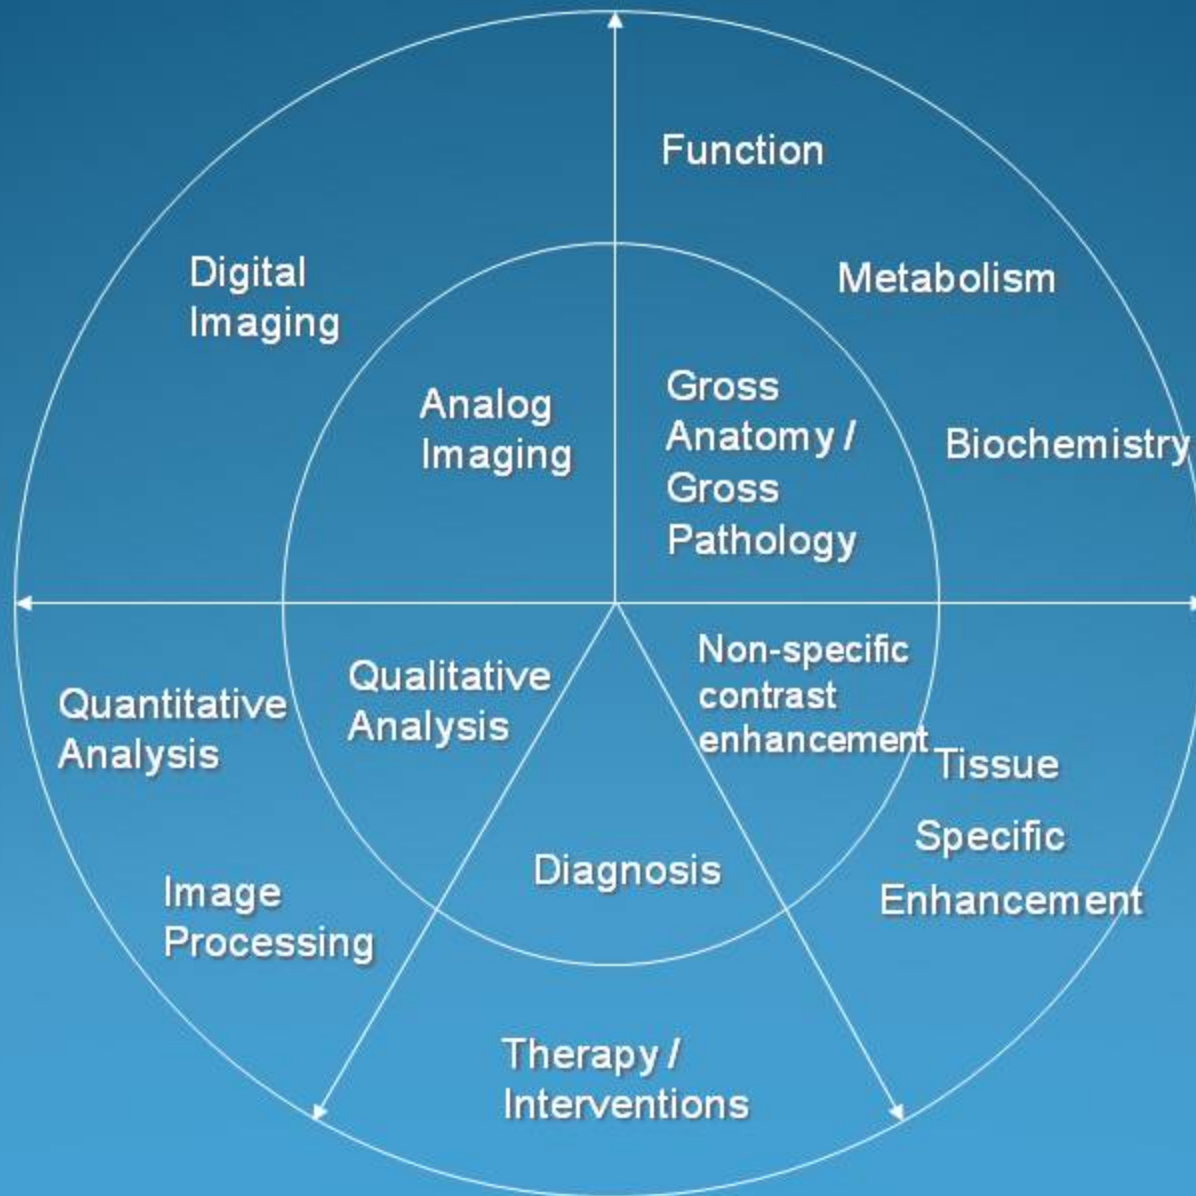 Function
Metabolism
Biochemistry
Digital
Imaging
Analog
Imaging
Gross
Anatomy /
Gross
Pathology
Quantitative
Analysis
Qualitative
Analysis
Non-specific
contrast
enhancement
Tissue
Specific
Enhancement
Image
Processing
Diagnosis
Therapy /
Interventions